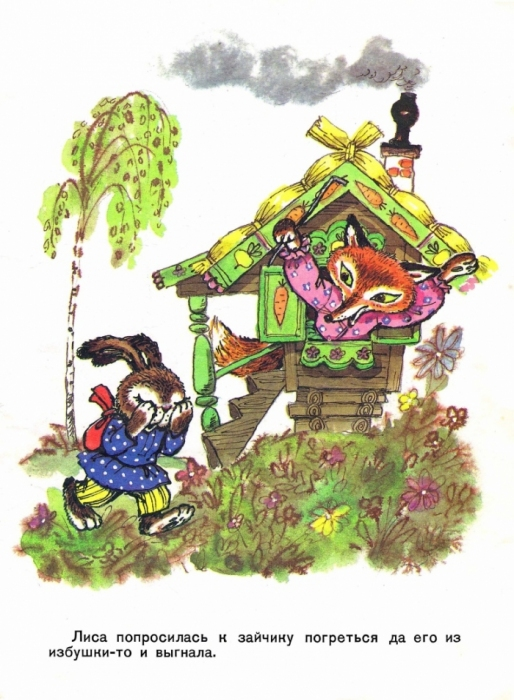 Лиса попросилась к зайчику погреться да его из
избушки-то и выгнала.